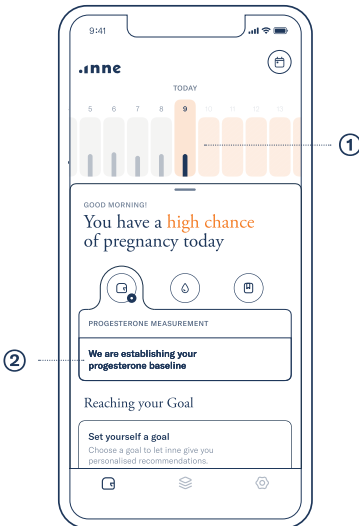 9:41
.ınne
TODAY
5 6 7 8 9 10 11 12 13
1
GOOD MORNING!
You have a high chance
of pregnancy today
PROGESTERONE MEASUREMENT
2
We are establishing your
progesterone baseline
Reaching your Goal
Set yourself a goal
Choose a goal to let inne give you
personalised recommendations.